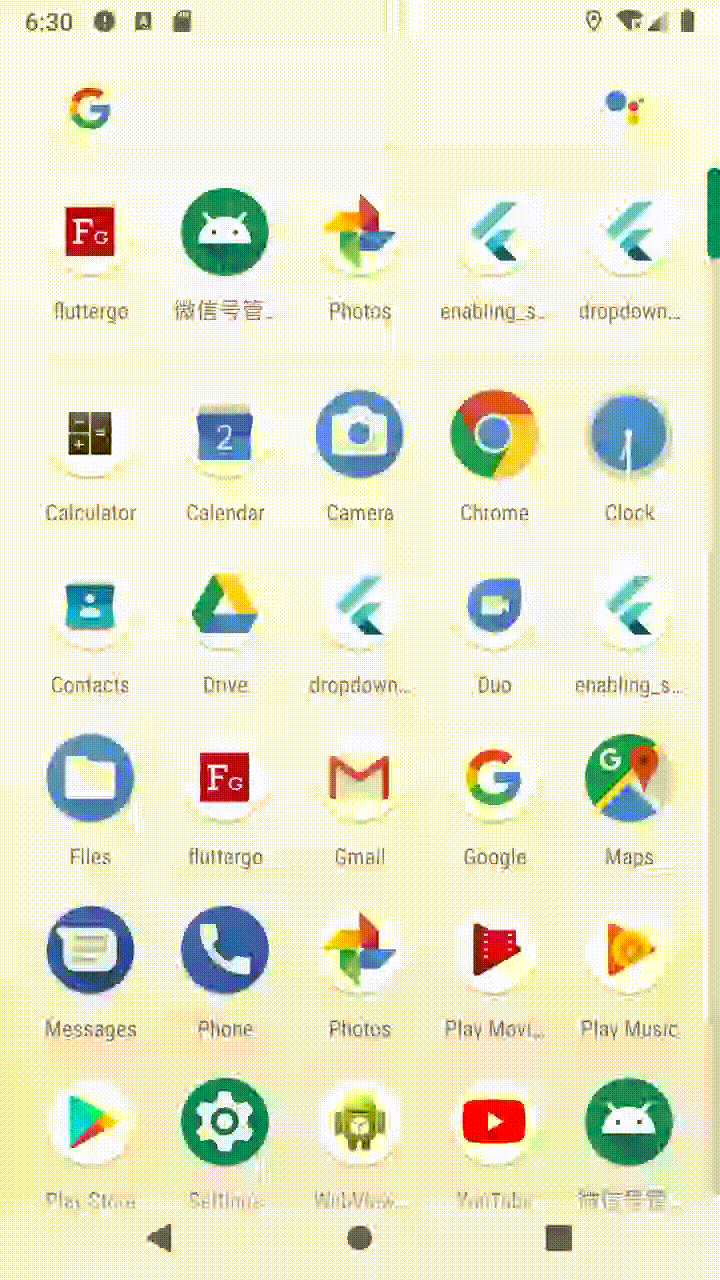 6:30
fluttergo 微信号管... Photos enabling_s... dropdown...
2
Calculator Calendar Camera Chrome Clock
Contacts Drive dropdown... Duo enabling_s...
Files fluttergo Gmail Google Maps
Messages Phone Photos Play Movi... Play Music
Play Store Settings WebView... YouTube 微信号管...